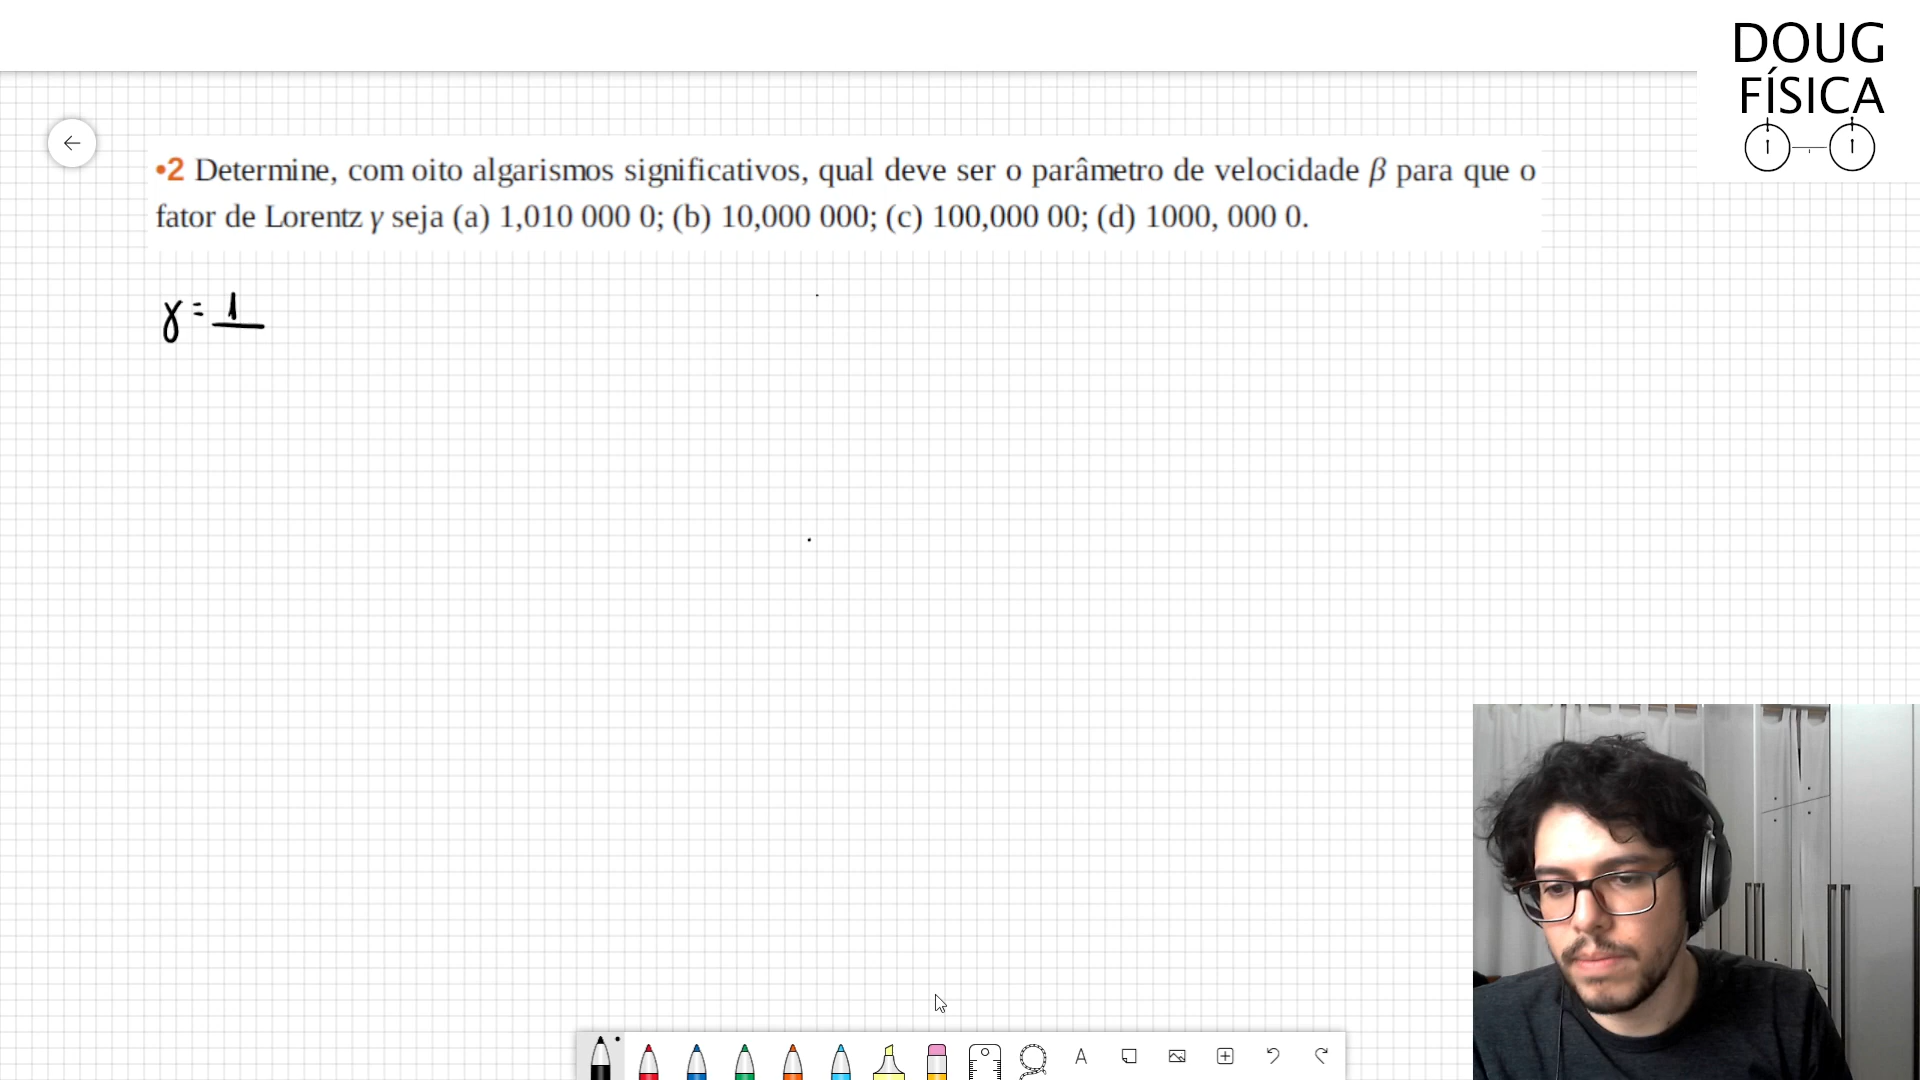 DOUG
FÍSICA
•2 Determine, com oito algarismos significativos, qual deve ser o parâmetro de velocidade β para que o
fator de Lorentz γ seja (a) 1,010 000 0; (b) 10,000 000; (c) 100,000 00; (d) 1000, 000 0.
γ = 1
A